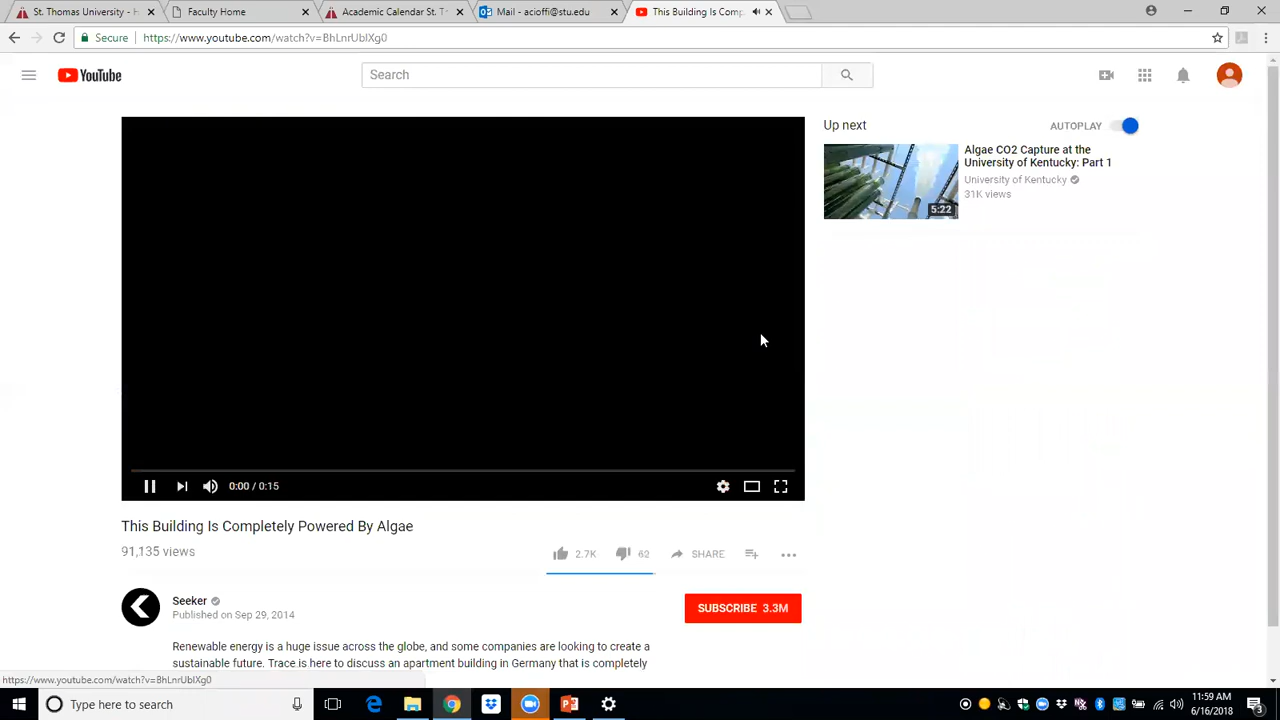 St. Thomas University - H
Faculty Home
Academic Calendar St. T
Mail - acioffi@stu.edu
This Building Is Comp
Secure
https://www.youtube.com/watch?v=BhLnrUbIXg0
YouTube
Search
Up next
AUTOPLAY
Algae CO2 Capture at the
University of Kentucky: Part 1
University of Kentucky
31K views
5:22
0:00 / 0:15
This Building Is Completely Powered By Algae
91,135 views
2.7K
62
SHARE
Seeker
Published on Sep 29, 2014
SUBSCRIBE 3.3M
Renewable energy is a huge issue across the globe, and some companies are looking to create a
sustainable future. Trace is here to discuss an apartment building in Germany that is completely
https://www.youtube.com/watch?v=BhLnrUbIXg0
Type here to search
11:59 AM
6/16/2018
3